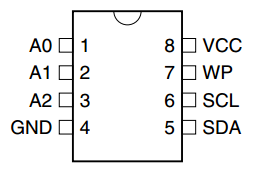 A0 1 8 VCC
A1 2 7 WP
A2 3 6 SCL
GND 4 5 SDA